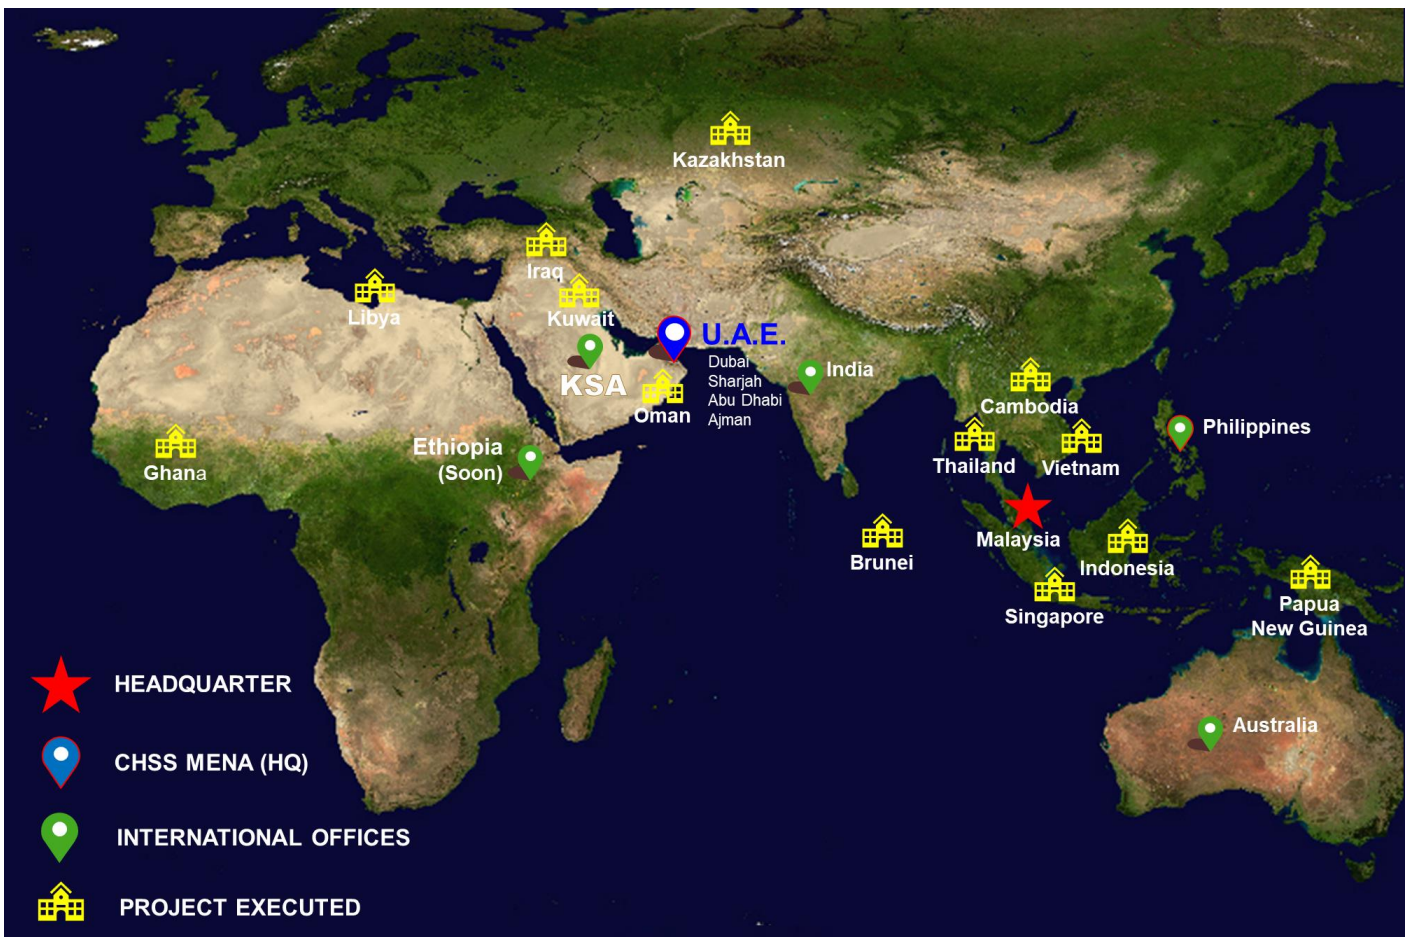 Kazakhstan
Iraq
Libya
Kuwait
U.A.E.
Dubai
Sharjah
Abu Dhabi
Ajman
KSA
Oman
India
Cambodia
Philippines
Ghana
Ethiopia
(Soon)
Thailand
Vietnam
Malaysia
Brunei
Indonesia
Singapore
Papua
New Guinea
Australia
HEADQUARTER
CHSS MENA (HQ)
INTERNATIONAL OFFICES
PROJECT EXECUTED